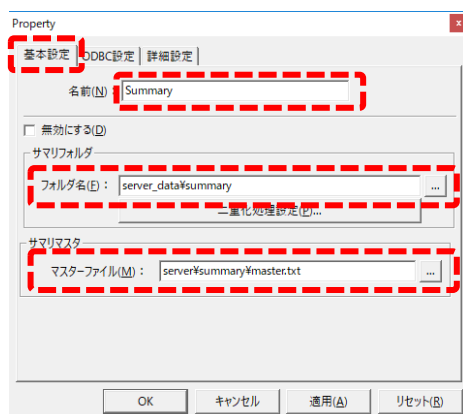 Property
x
基本設定 ODBC設定 詳細設定
名前(N): Summary
無効にする(D)
サマリフォルダ
フォルダ名(F): server_data¥summary ...
二重化処理設定(P)...
サマリマスタ
マスターファイル(M): server¥summary¥master.txt ...
OK キャンセル 適用(A) リセット(R)